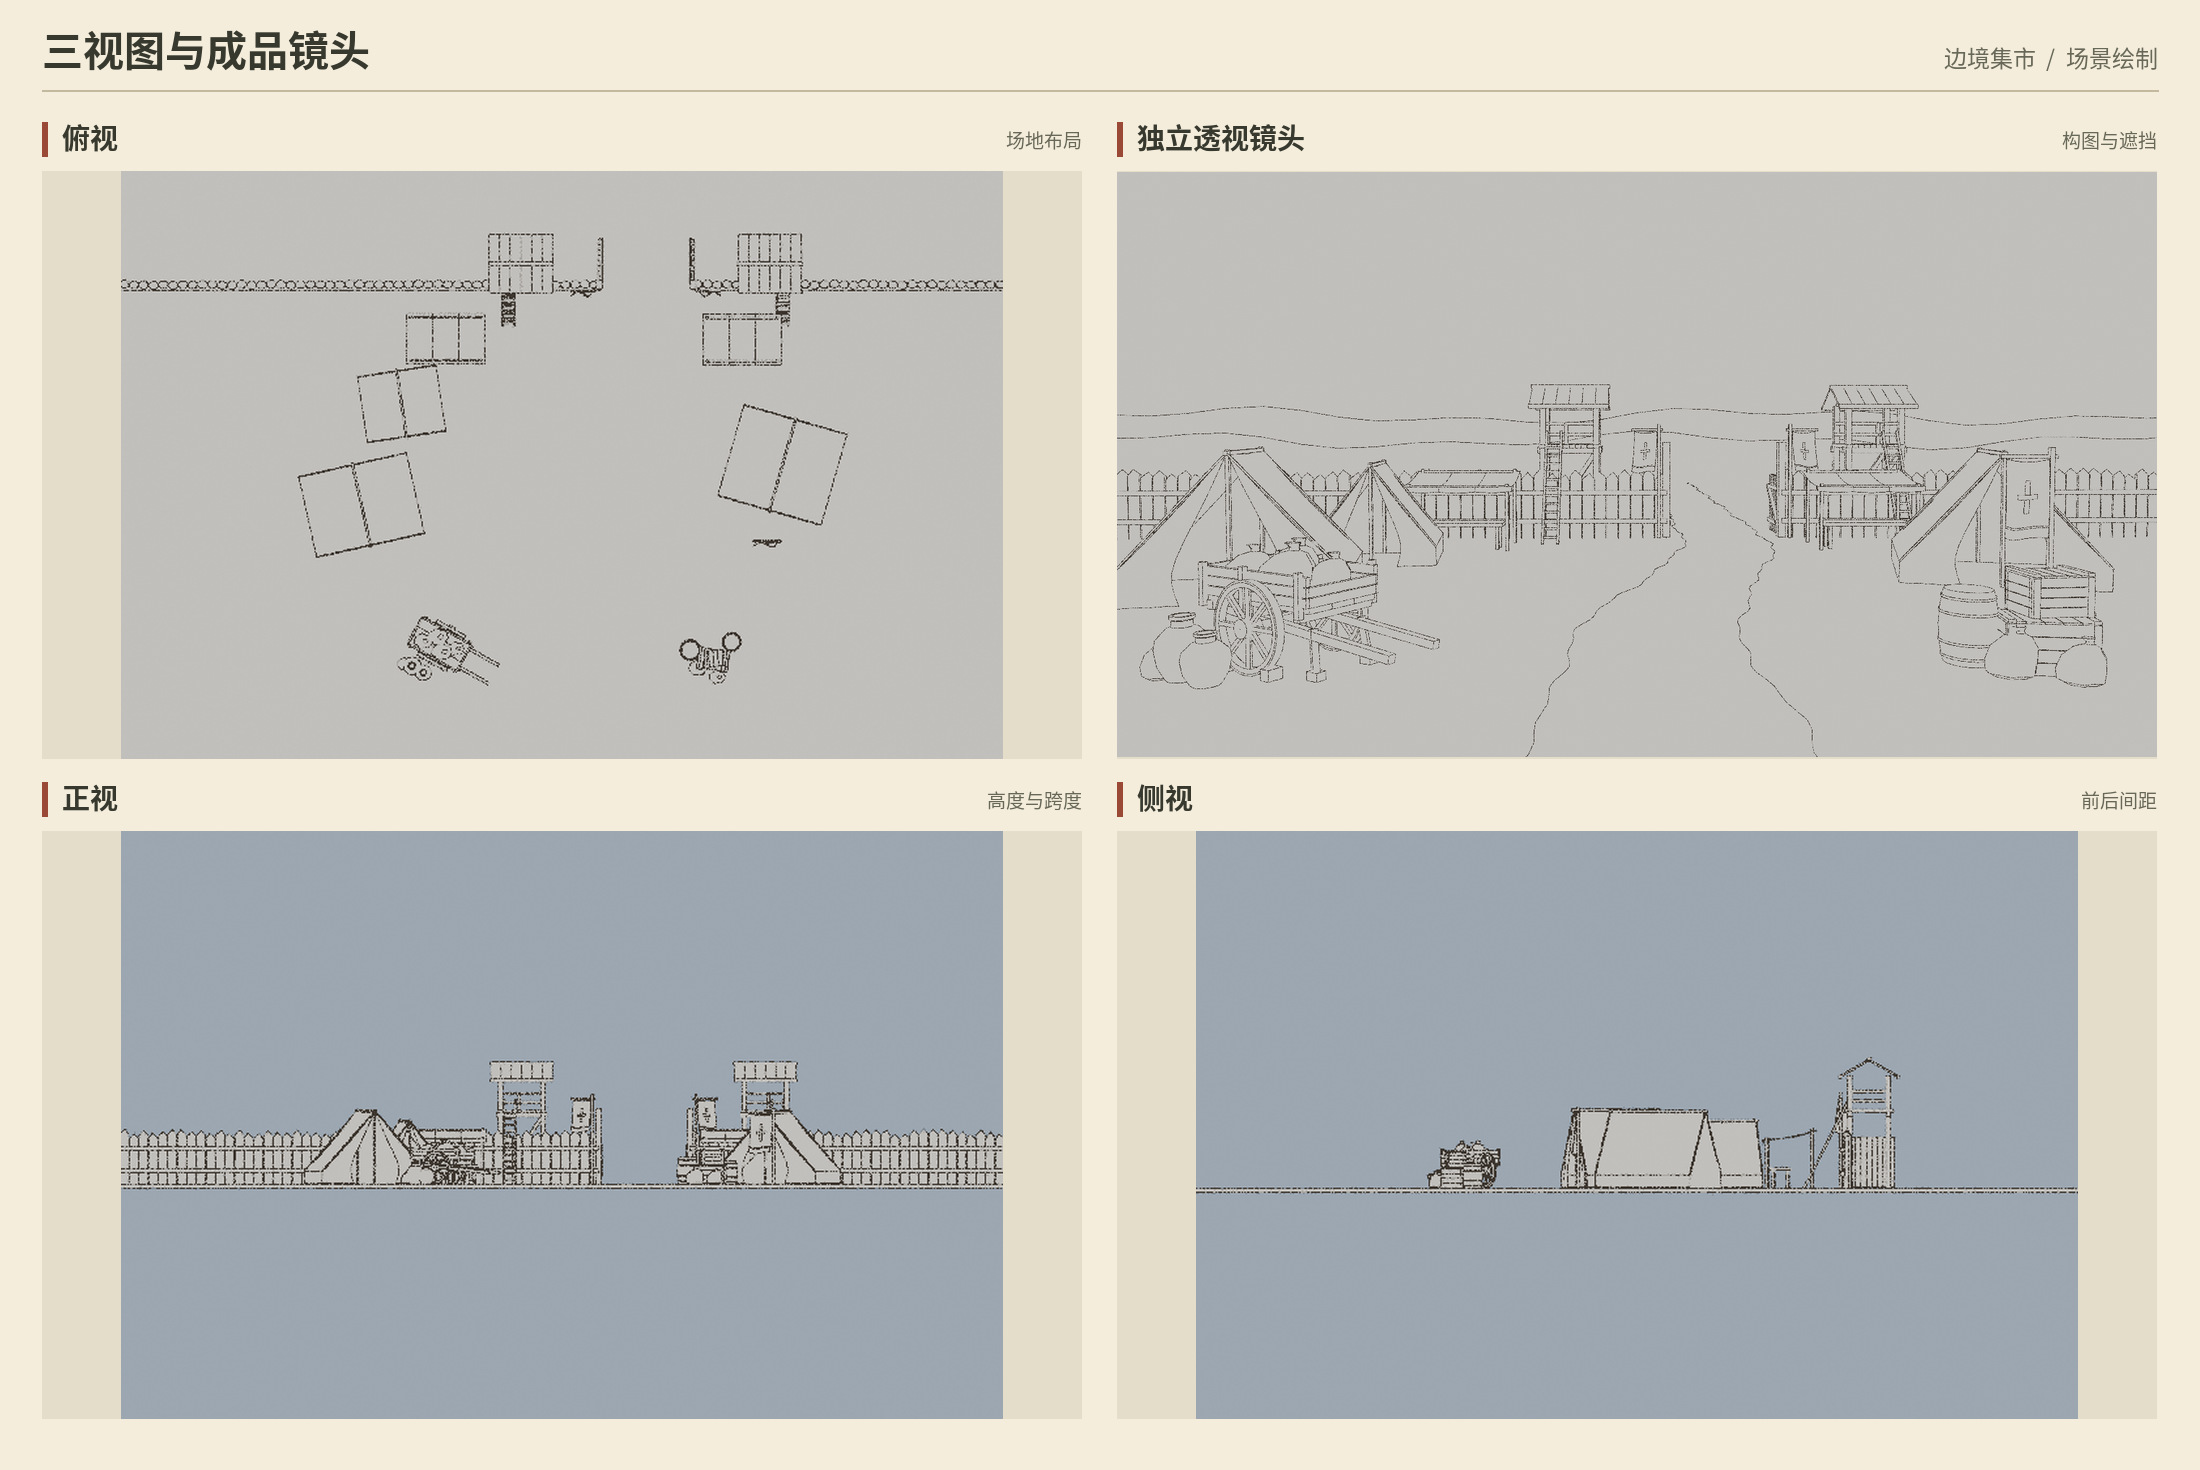 三视图与成品镜头
边境集市 / 场景绘制
俯视
场地布局
独立透视镜头
构图与遮挡
正视
高度与跨度
侧视
前后间距